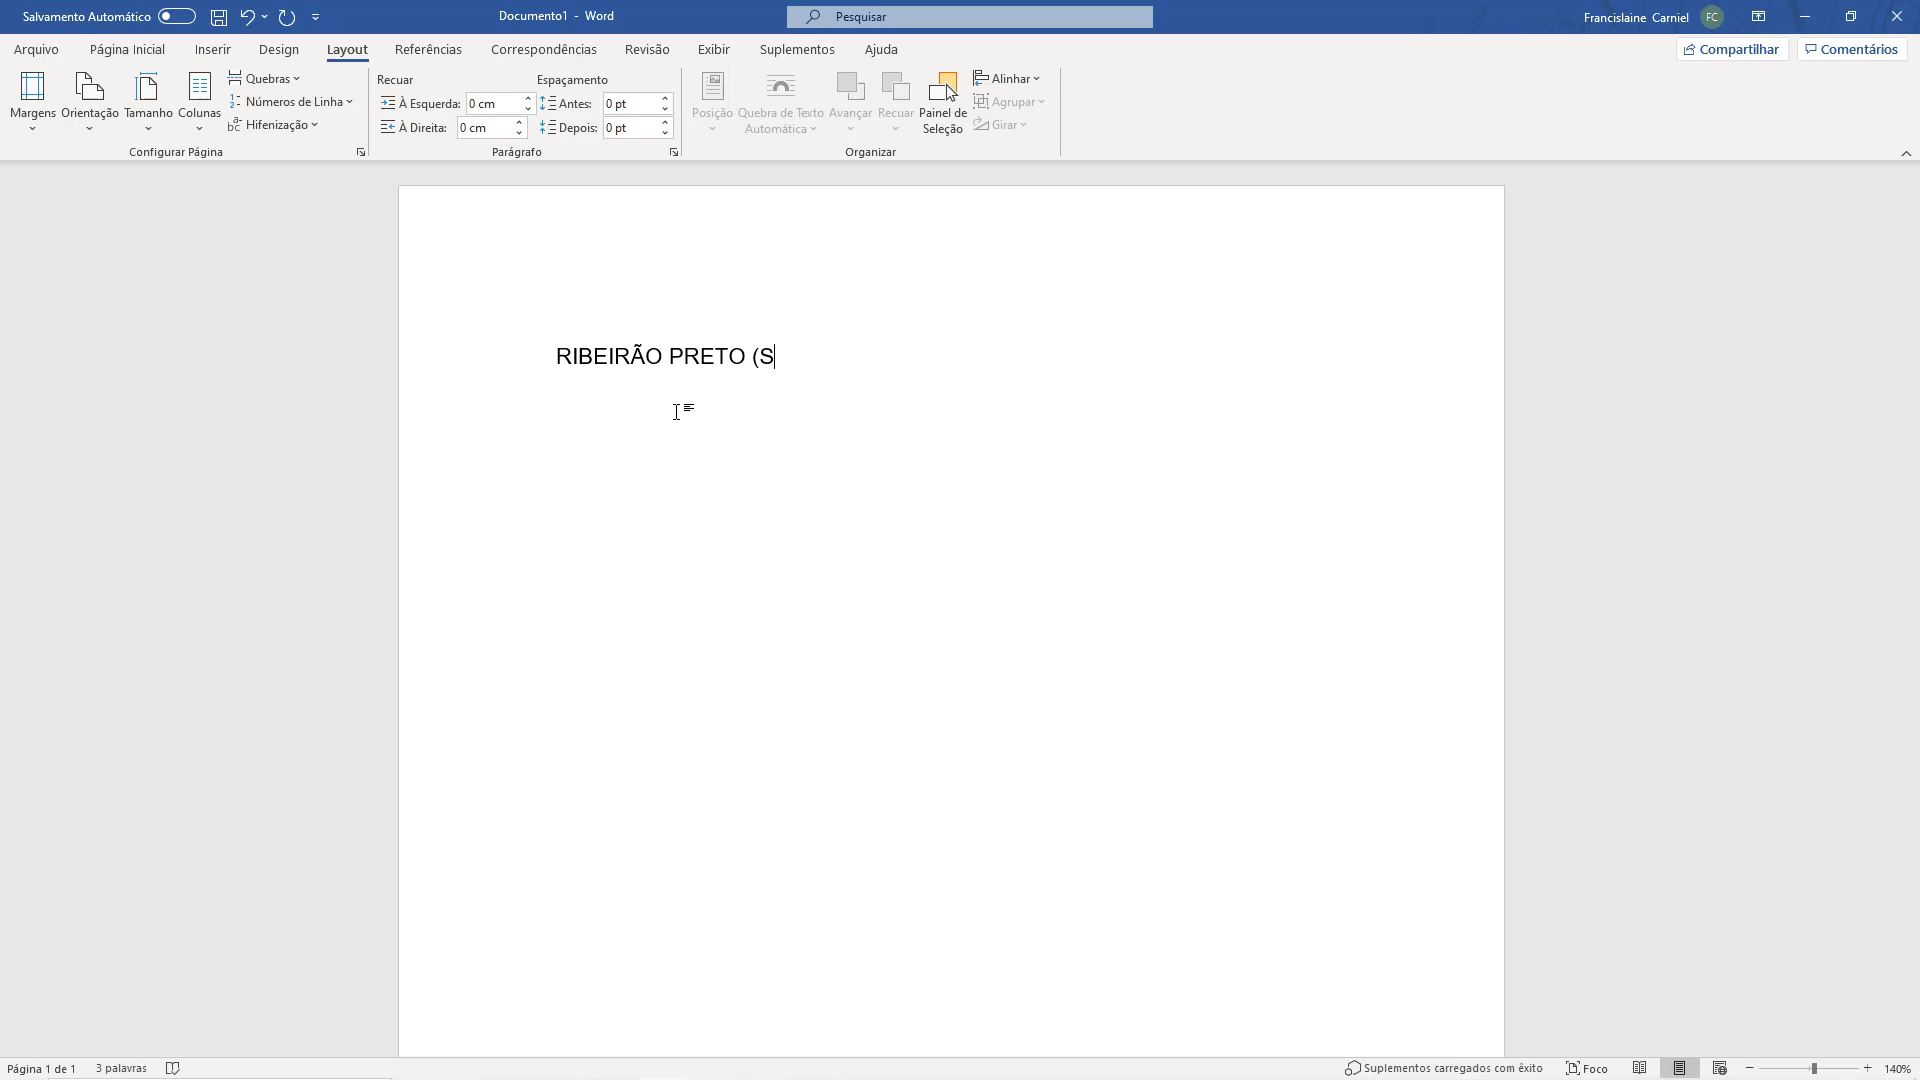 Salvamento Automático
Documento1 - Word
Pesquisar
Francislaine Carniel
FC
Arquivo
Página Inicial
Inserir
Design
Layout
Referências
Correspondências
Revisão
Exibir
Suplementos
Ajuda
Compartilhar
Comentários
Margens
Orientação
Tamanho
Colunas
Quebras
Números de Linha
Hifenização
Configurar Página
Recuar
À Esquerda: 0 cm
À Direita: 0 cm
Espaçamento
Antes: 0 pt
Depois: 0 pt
Parágrafo
Posição
Quebra de Texto
Automática
Avançar
Recuar
Painel de
Seleção
Alinhar
Agrupar
Girar
Organizar
RIBEIRÃO PRETO (S
Página 1 de 1
3 palavras
Suplementos carregados com êxito
Foco
140%